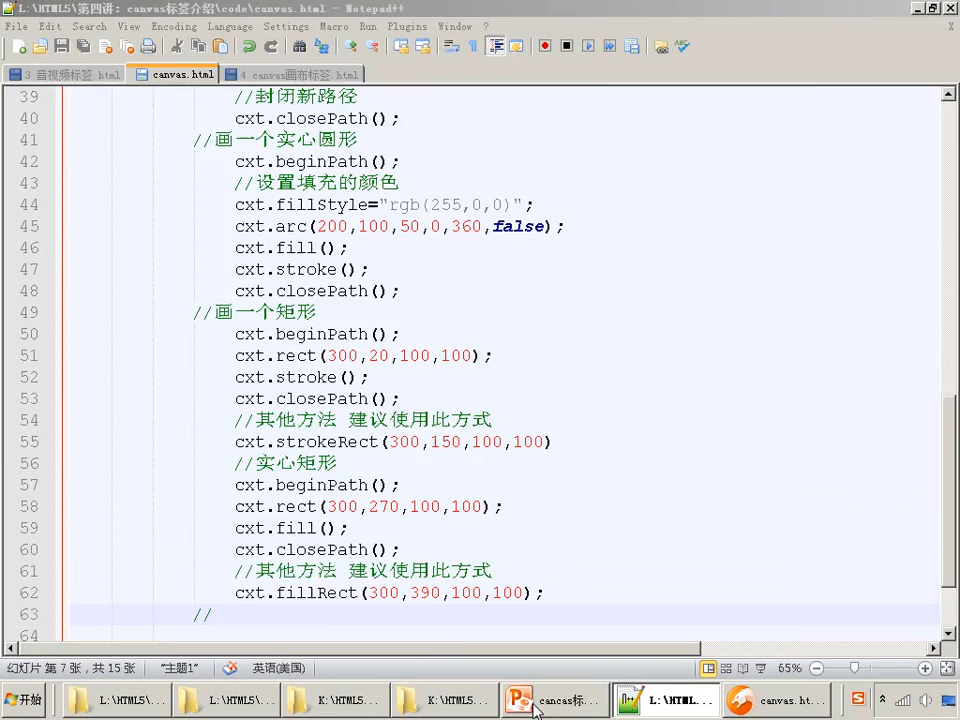 L:\HTML5\第四讲: canvas标签介绍\code\canvas.html - Notepad++
File Edit Search View Encoding Language Settings Macro Run Plugins Window ? X
3 音视频标签.html canvas.html 4 canvas画布标签.html
39 //封闭新路径
40 cxt.closePath();
41 //画一个实心圆形
42 cxt.beginPath();
43 //设置填充的颜色
44 cxt.fillStyle="rgb(255,0,0)";
45 cxt.arc(200,100,50,0,360,false);
46 cxt.fill();
47 cxt.stroke();
48 cxt.closePath();
49 //画一个矩形
50 cxt.beginPath();
51 cxt.rect(300,20,100,100);
52 cxt.stroke();
53 cxt.closePath();
54 //其他方法 建议使用此方式
55 cxt.strokeRect(300,150,100,100)
56 //实心矩形
57 cxt.beginPath();
58 cxt.rect(300,270,100,100);
59 cxt.fill();
60 cxt.closePath();
61 //其他方法 建议使用此方式
62 cxt.fillRect(300,390,100,100);
63 //
64
幻灯片 第 7 张，共 15 张 "主题1" 英语(美国) 65%
开始 L:\HTML5\... L:\HTML5\... K:\HTML5... K:\HTML5... cancas标... L:\HTML... canvas.ht...